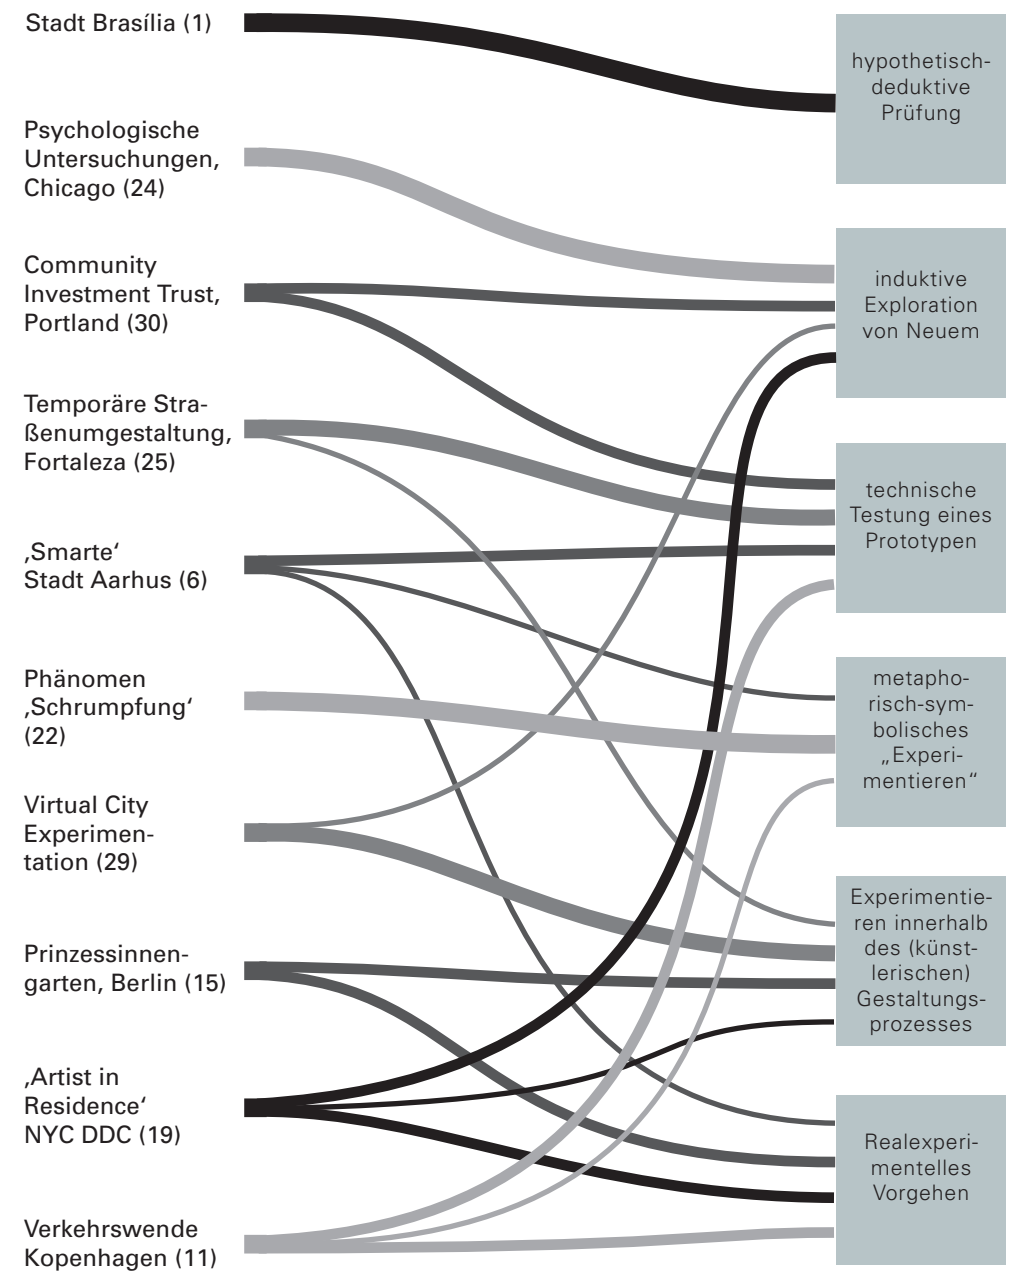 Stadt Brasília (1)
Psychologische
Untersuchungen,
Chicago (24)
Community
Investment Trust,
Portland (30)
Temporäre Stra-
ßenumgestaltung,
Fortaleza (25)
‚Smarte‘
Stadt Aarhus (6)
Phänomen
‚Schrumpfung‘
(22)
Virtual City
Experimen-
tation (29)
Prinzessinnen-
garten, Berlin (15)
‚Artist in
Residence‘
NYC DDC (19)
Verkehrswende
Kopenhagen (11)
hypothetisch-
deduktive
Prüfung
induktive
Exploration
von Neuem
technische
Testung eines
Prototypen
metapho-
risch-sym-
bolisches
„Experi-
mentieren“
Experimentie-
ren innerhalb
des (künst-
lerischen)
Gestaltungs-
prozesses
Realexperi-
mentelles
Vorgehen